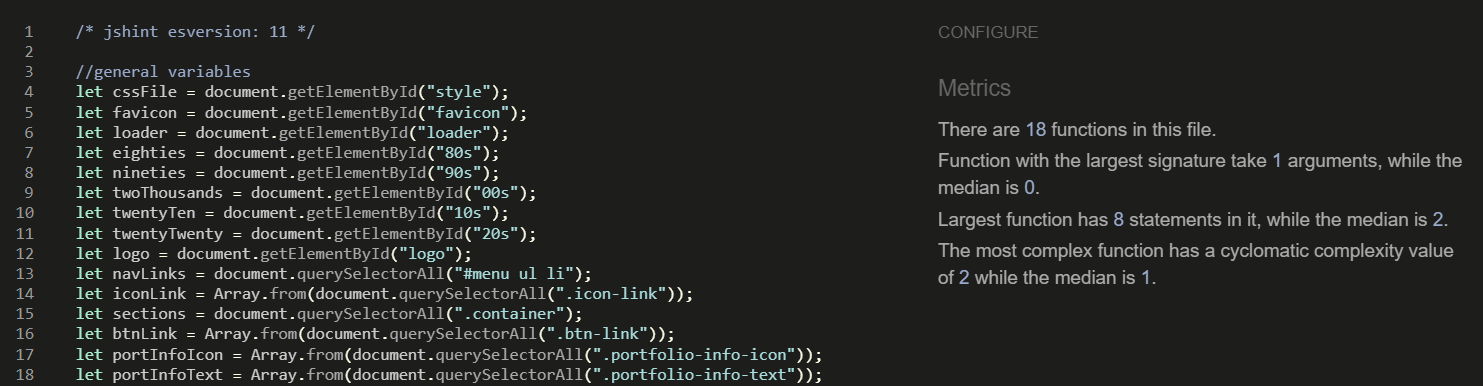 1 /* jshint esversion: 11 */
2
3 //general variables
4 let cssFile = document.getElementById("style");
5 let favicon = document.getElementById("favicon");
6 let loader = document.getElementById("loader");
7 let eighties = document.getElementById("80s");
8 let nineties = document.getElementById("90s");
9 let twoThousands = document.getElementById("00s");
10 let twentyTen = document.getElementById("10s");
11 let twentyTwenty = document.getElementById("20s");
12 let logo = document.getElementById("logo");
13 let navLinks = document.querySelectorAll("#menu ul li");
14 let iconLink = Array.from(document.querySelectorAll(".icon-link"));
15 let sections = document.querySelectorAll(".container");
16 let btnLink = Array.from(document.querySelectorAll(".btn-link"));
17 let portInfoIcon = Array.from(document.querySelectorAll(".portfolio-info-icon"));
18 let portInfoText = Array.from(document.querySelectorAll(".portfolio-info-text"));
CONFIGURE
Metrics
There are 18 functions in this file.
Function with the largest signature take 1 arguments, while the
median is 0.
Largest function has 8 statements in it, while the median is 2.
The most complex function has a cyclomatic complexity value
of 2 while the median is 1.